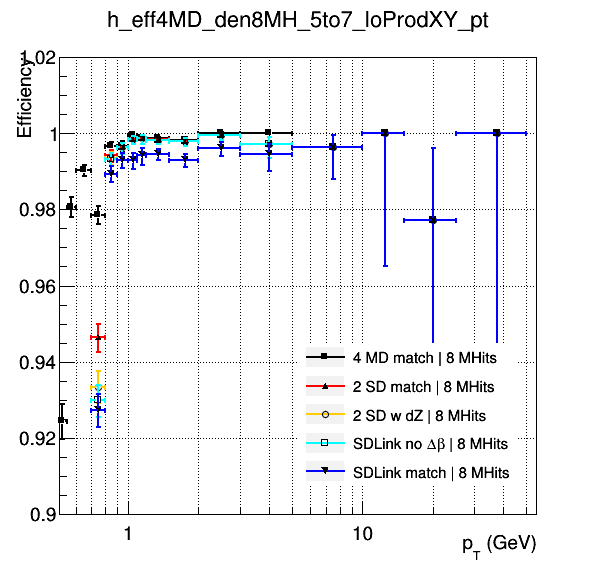 h_eff4MD_den8MH_5to7_loProdXY_pt
Efficiency
1.02
1
0.98
0.96
0.94
0.92
0.9
4 MD match | 8 MHits
2 SD match | 8 MHits
2 SD w dZ | 8 MHits
SDLink no Δβ | 8 MHits
SDLink match | 8 MHits
1
10
p_T (GeV)